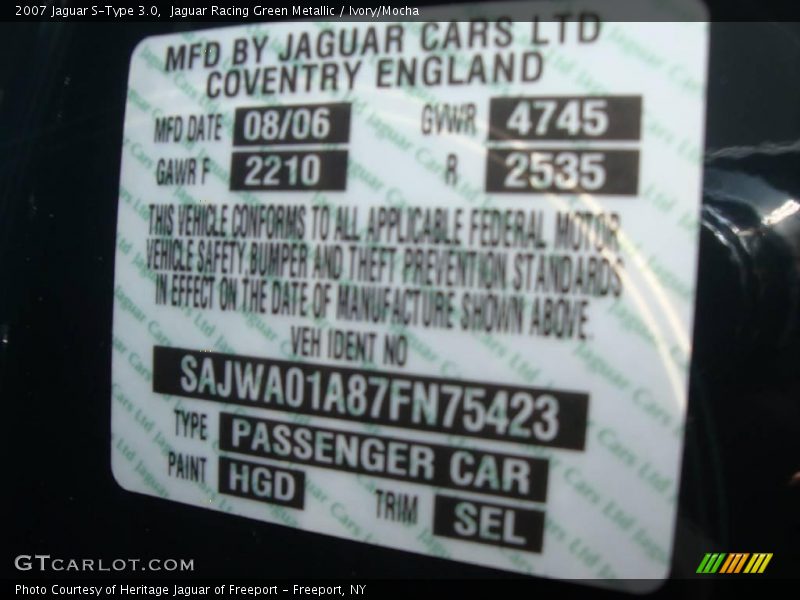 2007 Jaguar S-Type 3.0,  Jaguar Racing Green Metallic / Ivory/Mocha
MFD BY JAGUAR CARS LTD
COVENTRY ENGLAND
MFD DATE 08/06 GVWR 4745
GAWR F 2210 R 2535
THIS VEHICLE CONFORMS TO ALL APPLICABLE FEDERAL MOTOR
VEHICLE SAFETY, BUMPER AND THEFT PREVENTION STANDARDS
IN EFFECT ON THE DATE OF MANUFACTURE SHOWN ABOVE.
VEH IDENT NO
SAJWA01A87FN75423
TYPE PASSENGER CAR
PAINT HGD TRIM SEL
GTCARLOT.COM
Photo Courtesy of Heritage Jaguar of Freeport - Freeport, NY